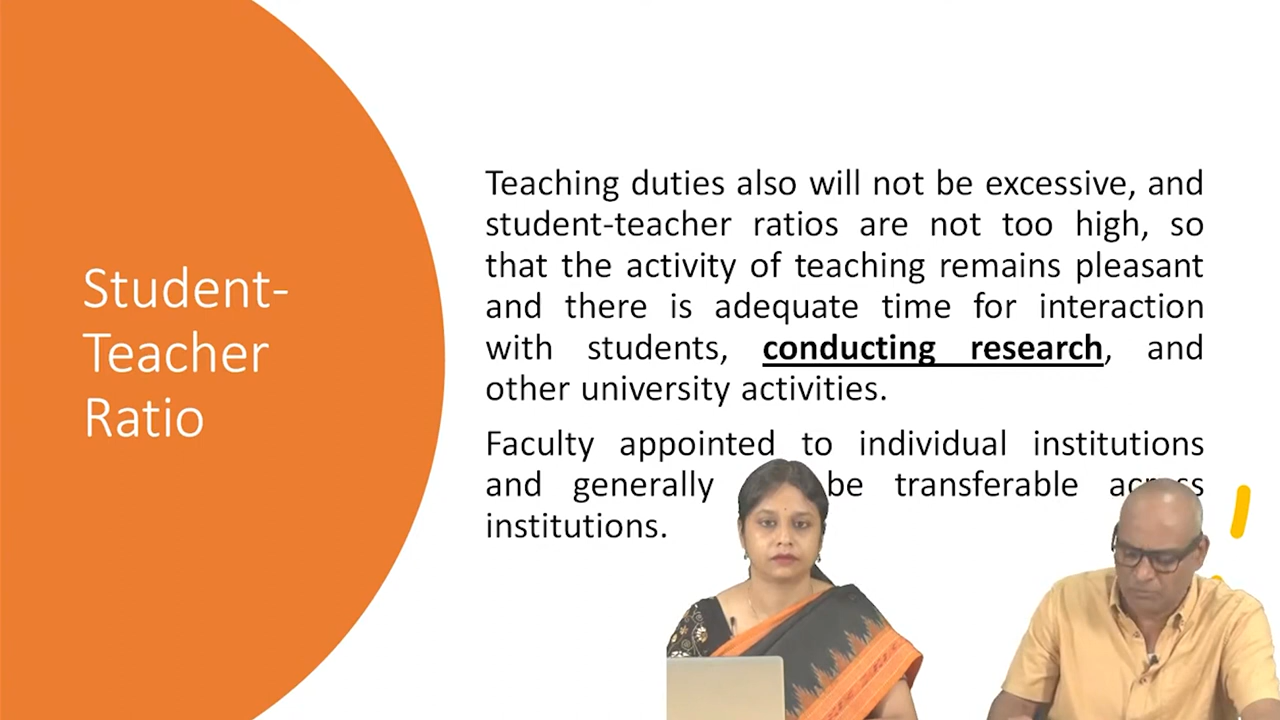 Student-
Teacher
Ratio
Teaching duties also will not be excessive, and
student-teacher ratios are not too high, so
that the activity of teaching remains pleasant
and there is adequate time for interaction
with students, conducting research, and
other university activities.
Faculty appointed to individual institutions
and generally be transferable
institutions.